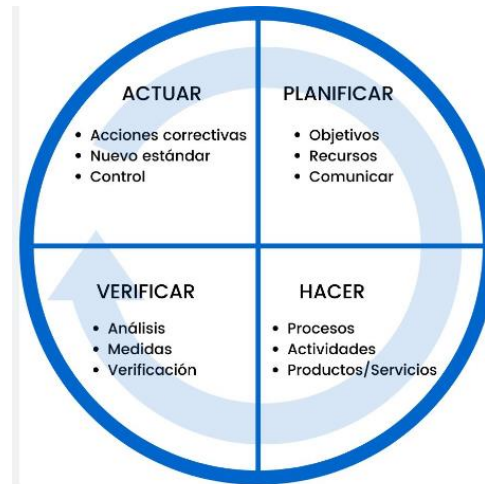 ACTUAR
• Acciones correctivas
• Nuevo estándar
• Control
PLANIFICAR
• Objetivos
• Recursos
• Comunicar
VERIFICAR
• Análisis
• Medidas
• Verificación
HACER
• Procesos
• Actividades
• Productos/Servicios